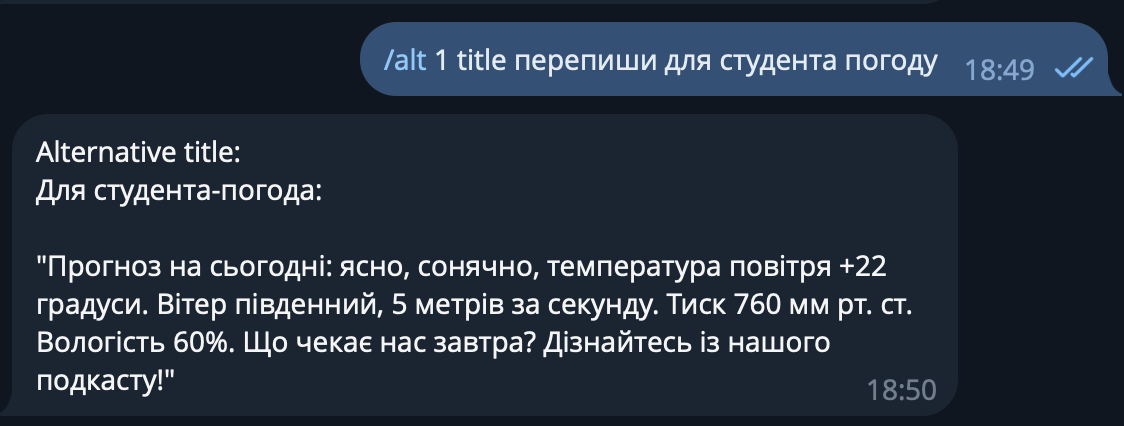 /alt 1 title перепиши для студента погоду 18:49
Alternative title:
Для студента-погода:
"Прогноз на сьогодні: ясно, сонячно, температура повітря +22
градуси. Вітер південний, 5 метрів за секунду. Тиск 760 мм рт. ст.
Вологість 60%. Що чекає нас завтра? Дізнайтесь із нашого
подкасту!"
18:50